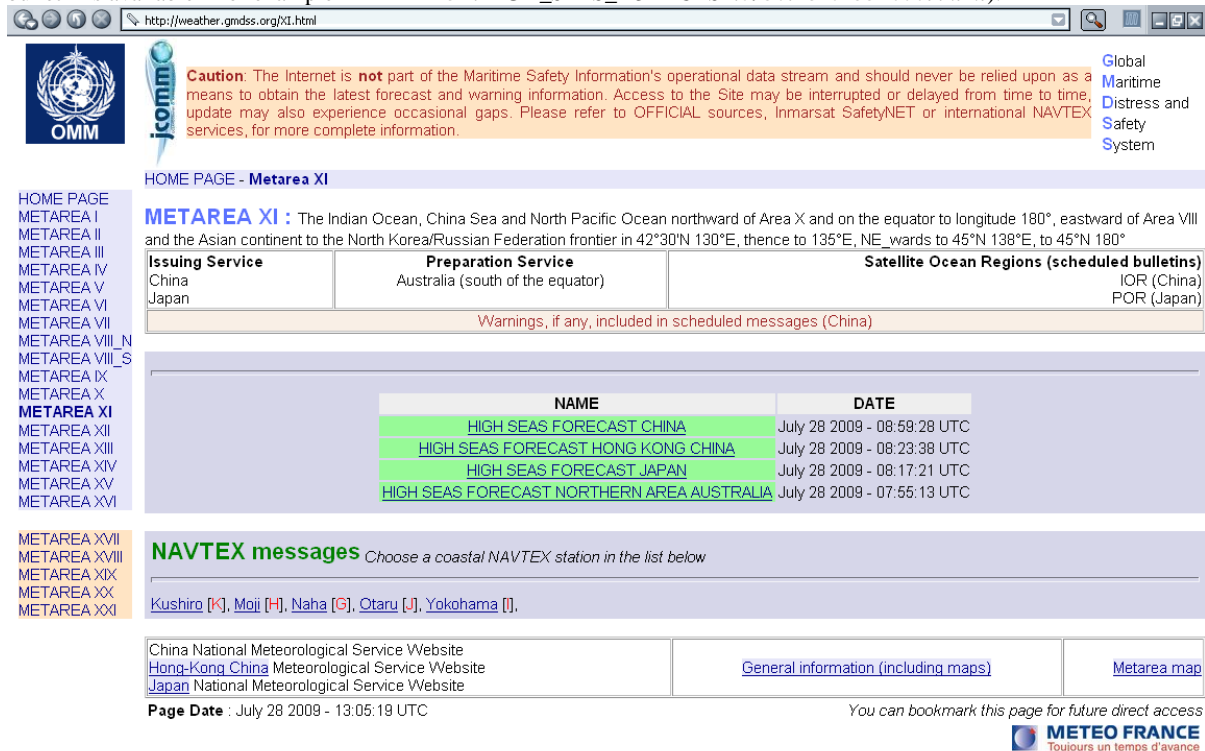 http://weather.gmdss.org/XI.html
OMM
jcomm
Caution: The Internet is not part of the Maritime Safety Information's operational data stream and should never be relied upon as a
means to obtain the latest forecast and warning information. Access to the Site may be interrupted or delayed from time to time,
update may also experience occasional gaps. Please refer to OFFICIAL sources, Inmarsat SafetyNET or international NAVTEX
services, for more complete information.
Global
Maritime
Distress and
Safety
System
HOME PAGE - Metarea XI
HOME PAGE
METAREA I
METAREA II
METAREA III
METAREA IV
METAREA V
METAREA VI
METAREA VII
METAREA VIII_N
METAREA VIII_S
METAREA IX
METAREA X
METAREA XI
METAREA XII
METAREA XIII
METAREA XIV
METAREA XV
METAREA XVI
METAREA XVII
METAREA XVIII
METAREA XIX
METAREA XX
METAREA XXI
METAREA XI : The Indian Ocean, China Sea and North Pacific Ocean northward of Area X and on the equator to longitude 180°, eastward of Area VIII
and the Asian continent to the North Korea/Russian Federation frontier in 42°30'N 130°E, thence to 135°E, NE_wards to 45°N 138°E, to 45°N 180°
Issuing Service
China
Japan
Preparation Service
Australia (south of the equator)
Satellite Ocean Regions (scheduled bulletins)
IOR (China)
POR (Japan)
Warnings, if any, included in scheduled messages (China)
NAME DATE
HIGH SEAS FORECAST CHINA July 28 2009 - 08:59:28 UTC
HIGH SEAS FORECAST HONG KONG CHINA July 28 2009 - 08:23:38 UTC
HIGH SEAS FORECAST JAPAN July 28 2009 - 08:17:21 UTC
HIGH SEAS FORECAST NORTHERN AREA AUSTRALIA July 28 2009 - 07:55:13 UTC
NAVTEX messages Choose a coastal NAVTEX station in the list below
Kushiro [K], Moji [H], Naha [G], Otaru [J], Yokohama [I],
China National Meteorological Service Website
Hong-Kong China Meteorological Service Website
Japan National Meteorological Service Website
General information (including maps)
Metarea map
Page Date : July 28 2009 - 13:05:19 UTC
You can bookmark this page for future direct access
METEO FRANCE
Toujours un temps d'avance